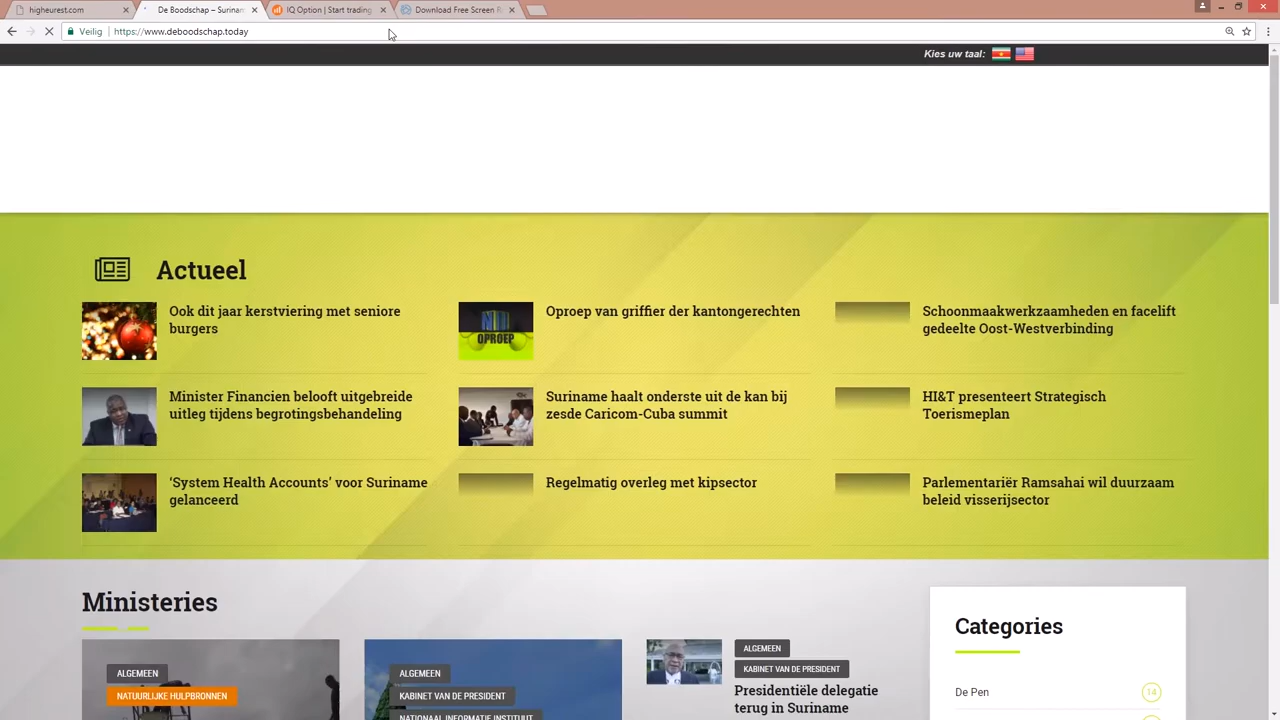 higheurest.com
De Boodschap – Surinam
IQ Option | Start trading
Download Free Screen R
Veilig
https://www.deboodschap.today
Kies uw taal:
Actueel
Ook dit jaar kerstviering met seniore
burgers
Oproep van griffier der kantongerechten
OPROEP
Schoonmaakwerkzaamheden en facelift
gedeelte Oost-Westverbinding
Minister Financien belooft uitgebreide
uitleg tijdens begrotingsbehandeling
Suriname haalt onderste uit de kan bij
zesde Caricom-Cuba summit
HI&T presenteert Strategisch
Toerismeplan
‘System Health Accounts’ voor Suriname
gelanceerd
Regelmatig overleg met kipsector
Parlementariër Ramsahai wil duurzaam
beleid visserijsector
Ministeries
ALGEMEEN
NATUURLIJKE HULPBRONNEN
ALGEMEEN
KABINET VAN DE PRESIDENT
NATIONAAL INFORMATIE INSTITUUT
ALGEMEEN
KABINET VAN DE PRESIDENT
Presidentiële delegatie
terug in Suriname
Categories
De Pen
14